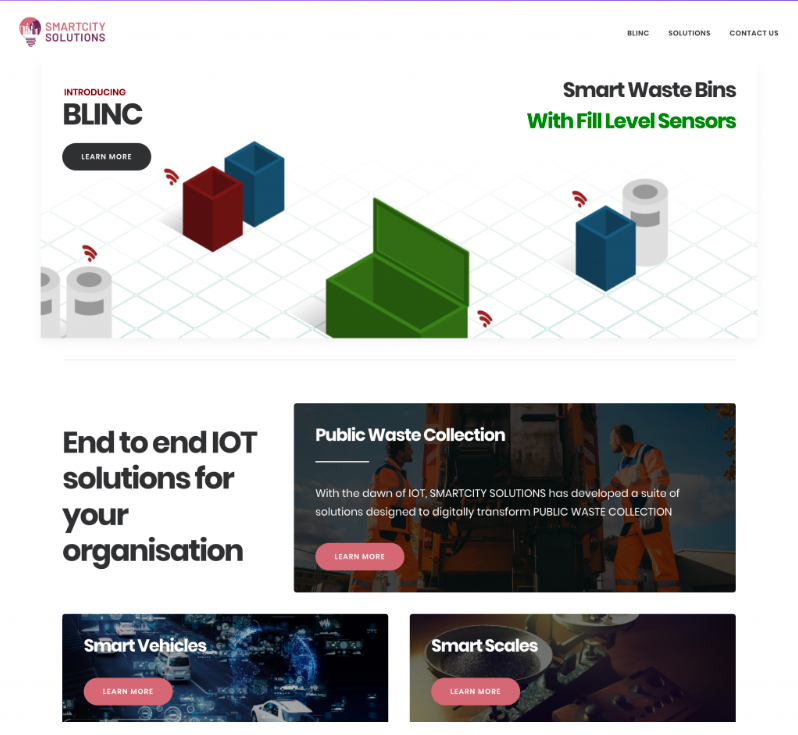 SMARTCITY
SOLUTIONS
BLINC
SOLUTIONS
CONTACT US
INTRODUCING
BLINC
LEARN MORE
Smart Waste Bins
With Fill Level Sensors
End to end IOT
solutions for
your
organisation
Public Waste Collection
With the dawn of IOT, SMARTCITY SOLUTIONS has developed a suite of
solutions designed to digitally transform PUBLIC WASTE COLLECTION
LEARN MORE
Smart Vehicles
LEARN MORE
Smart Scales
LEARN MORE